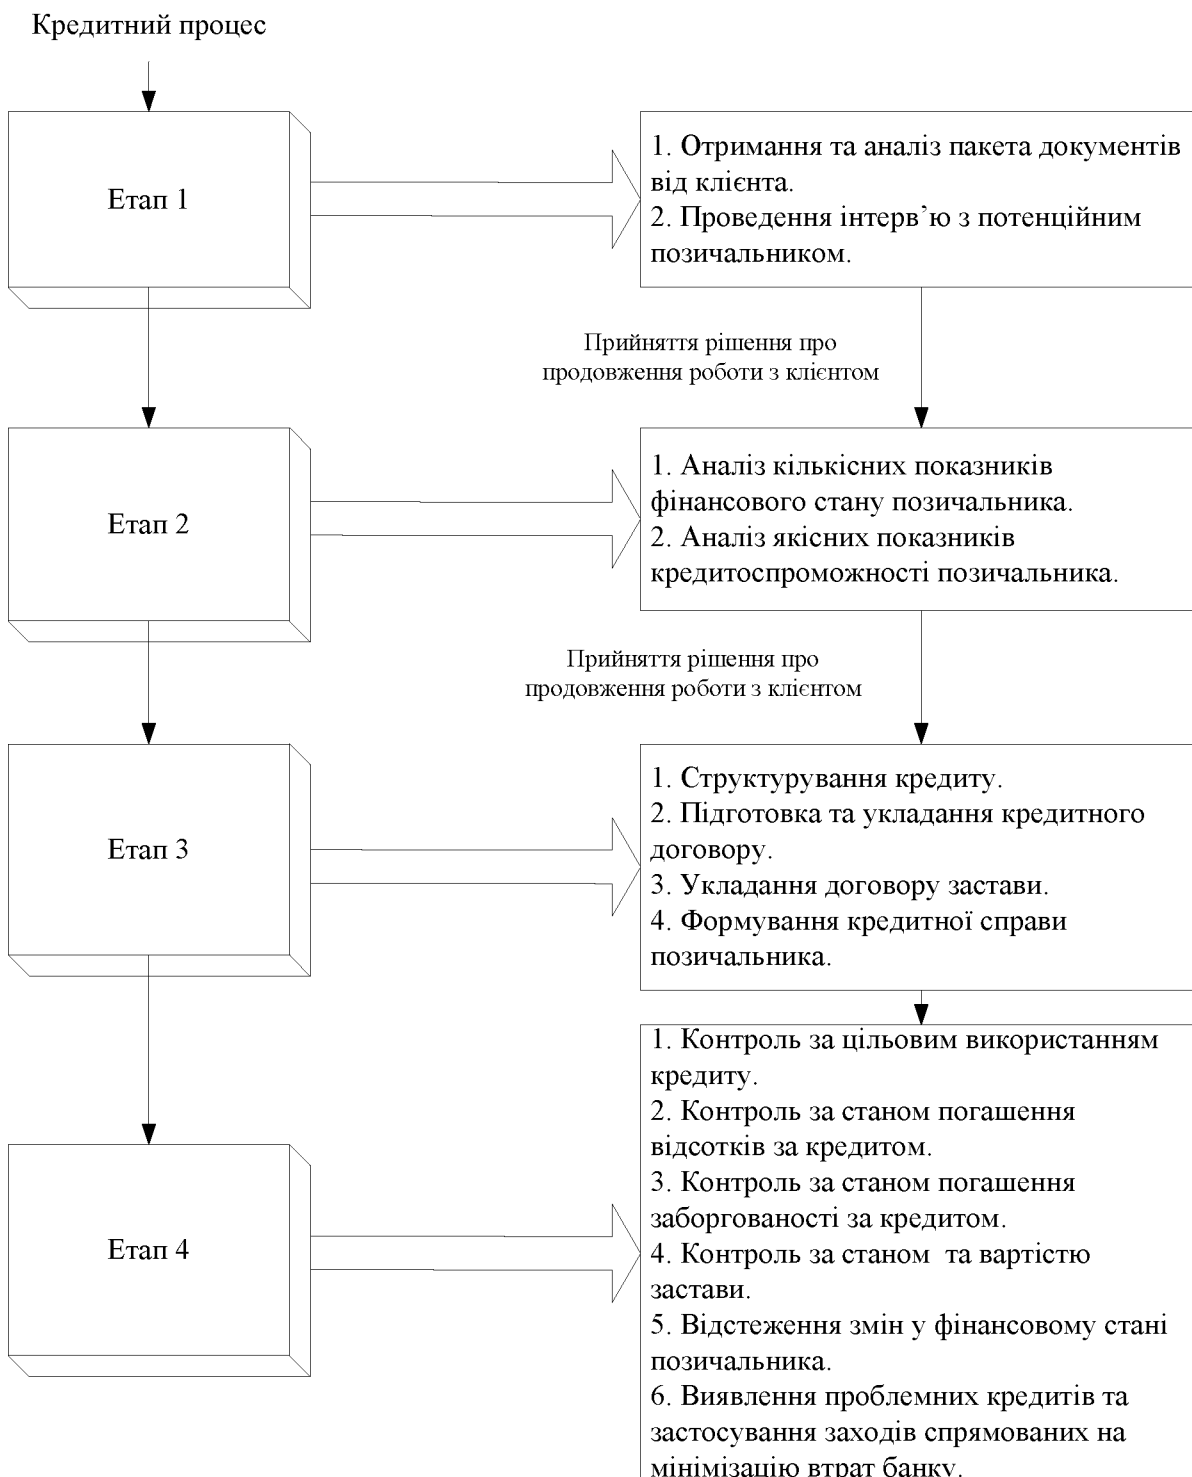 Кредитний процес
Етап 1
1. Отримання та аналіз пакета документів
від клієнта.
2. Проведення інтерв’ю з потенційним
позичальником.
Прийняття рішення про
продовження роботи з клієнтом
Етап 2
1. Аналіз кількісних показників
фінансового стану позичальника.
2. Аналіз якісних показників
кредитоспроможності позичальника.
Прийняття рішення про
продовження роботи з клієнтом
Етап 3
1. Структурування кредиту.
2. Підготовка та укладання кредитного
договору.
3. Укладання договору застави.
4. Формування кредитної справи
позичальника.
Етап 4
1. Контроль за цільовим використанням
кредиту.
2. Контроль за станом погашення
відсотків за кредитом.
3. Контроль за станом погашення
заборгованості за кредитом.
4. Контроль за станом  та вартістю
застави.
5. Відстеження змін у фінансовому стані
позичальника.
6. Виявлення проблемних кредитів та
застосування заходів спрямованих на
мінімізацію втрат банку.